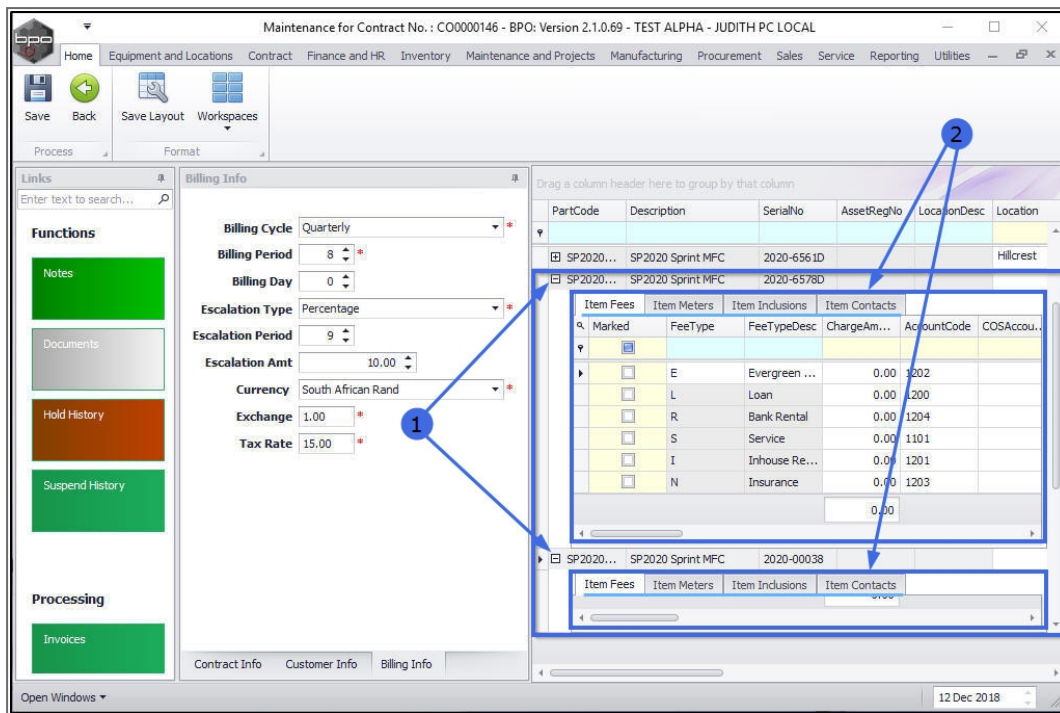 Maintenance for Contract No. : CO0000146 - BPO: Version 2.1.0.69 - TEST ALPHA - JUDITH PC LOCAL
bpo
Home Equipment and Locations Contract Finance and HR Inventory Maintenance and Projects Manufacturing Procurement Sales Service Reporting Utilities
Save Back Save Layout Workspaces
Process Format
2
Links
Enter text to search...
Functions
Notes
Documents
Hold History
Suspend History
Processing
Invoices
Billing Info
Billing Cycle Quarterly *
Billing Period 8 *
Billing Day 0
Escalation Type Percentage *
Escalation Period 9
Escalation Amt 10.00
Currency South African Rand *
Exchange 1.00 *
Tax Rate 15.00 *
1
Contract Info Customer Info Billing Info
Drag a column header here to group by that column
PartCode Description SerialNo AssetRegNo LocationDesc Location
SP2020... SP2020 Sprint MFC 2020-6561D Hillcrest
SP2020... SP2020 Sprint MFC 2020-6578D
Item Fees Item Meters Item Inclusions Item Contacts
Marked FeeType FeeTypeDesc ChargeAm... AccountCode COSAccou...
E Evergreen ... 0.00 1202
L Loan 0.00 1200
R Bank Rental 0.00 1204
S Service 0.00 1101
I Inhouse Re... 0.00 1201
N Insurance 0.00 1203
0.00
SP2020... SP2020 Sprint MFC 2020-00038
Item Fees Item Meters Item Inclusions Item Contacts
0.00
Open Windows 12 Dec 2018